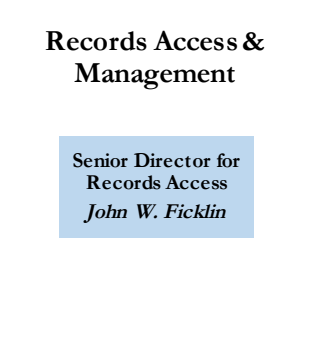 Records Access &
Management
Senior Director for
Records Access
John W. Ficklin